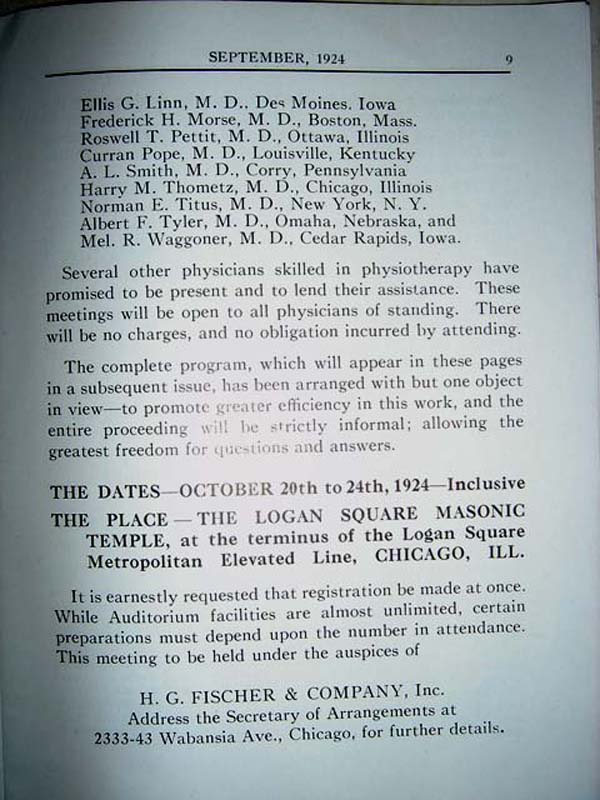 SEPTEMBER, 1924 9
Ellis G. Linn, M. D., Des Moines. Iowa
Frederick H. Morse, M. D., Boston, Mass.
Roswell T. Pettit, M. D., Ottawa, Illinois
Curran Pope, M. D., Louisville, Kentucky
A. L. Smith, M. D., Corry, Pennsylvania
Harry M. Thometz, M. D., Chicago, Illinois
Norman E. Titus, M. D., New York, N. Y.
Albert F. Tyler, M. D., Omaha, Nebraska, and
Mel. R. Waggoner, M. D., Cedar Rapids, Iowa.
Several other physicians skilled in physiotherapy have
promised to be present and to lend their assistance. These
meetings will be open to all physicians of standing. There
will be no charges, and no obligation incurred by attending.
The complete program, which will appear in these pages
in a subsequent issue, has been arranged with but one object
in view—to promote greater efficiency in this work, and the
entire proceeding will be strictly informal; allowing the
greatest freedom for questions and answers.
THE DATES—OCTOBER 20th to 24th, 1924—Inclusive
THE PLACE — THE LOGAN SQUARE MASONIC
TEMPLE, at the terminus of the Logan Square
Metropolitan Elevated Line, CHICAGO, ILL.
It is earnestly requested that registration be made at once.
While Auditorium facilities are almost unlimited, certain
preparations must depend upon the number in attendance.
This meeting to be held under the auspices of
H. G. FISCHER & COMPANY, Inc.
Address the Secretary of Arrangements at
2333-43 Wabansia Ave., Chicago, for further details.